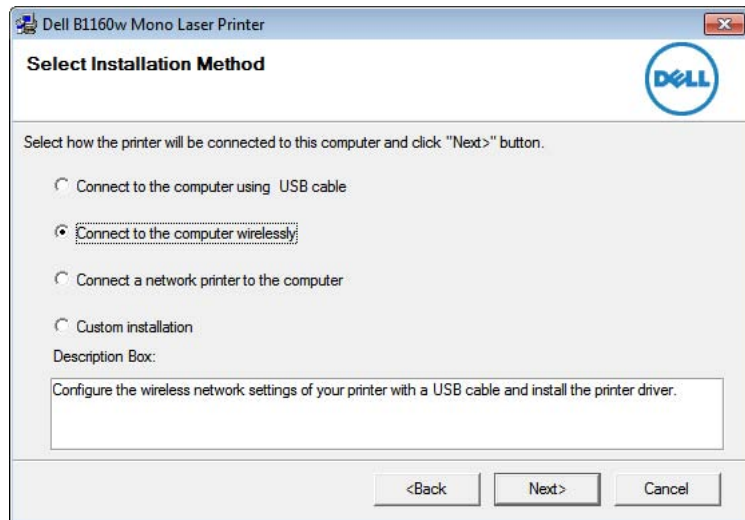 Dell B1160w Mono Laser Printer
Select Installation Method
DELL
Select how the printer will be connected to this computer and click "Next>" button.
Connect to the computer using  USB cable
Connect to the computer wirelessly
Connect a network printer to the computer
Custom installation
Description Box:
Configure the wireless network settings of your printer with a USB cable and install the printer driver.
<Back
Next>
Cancel